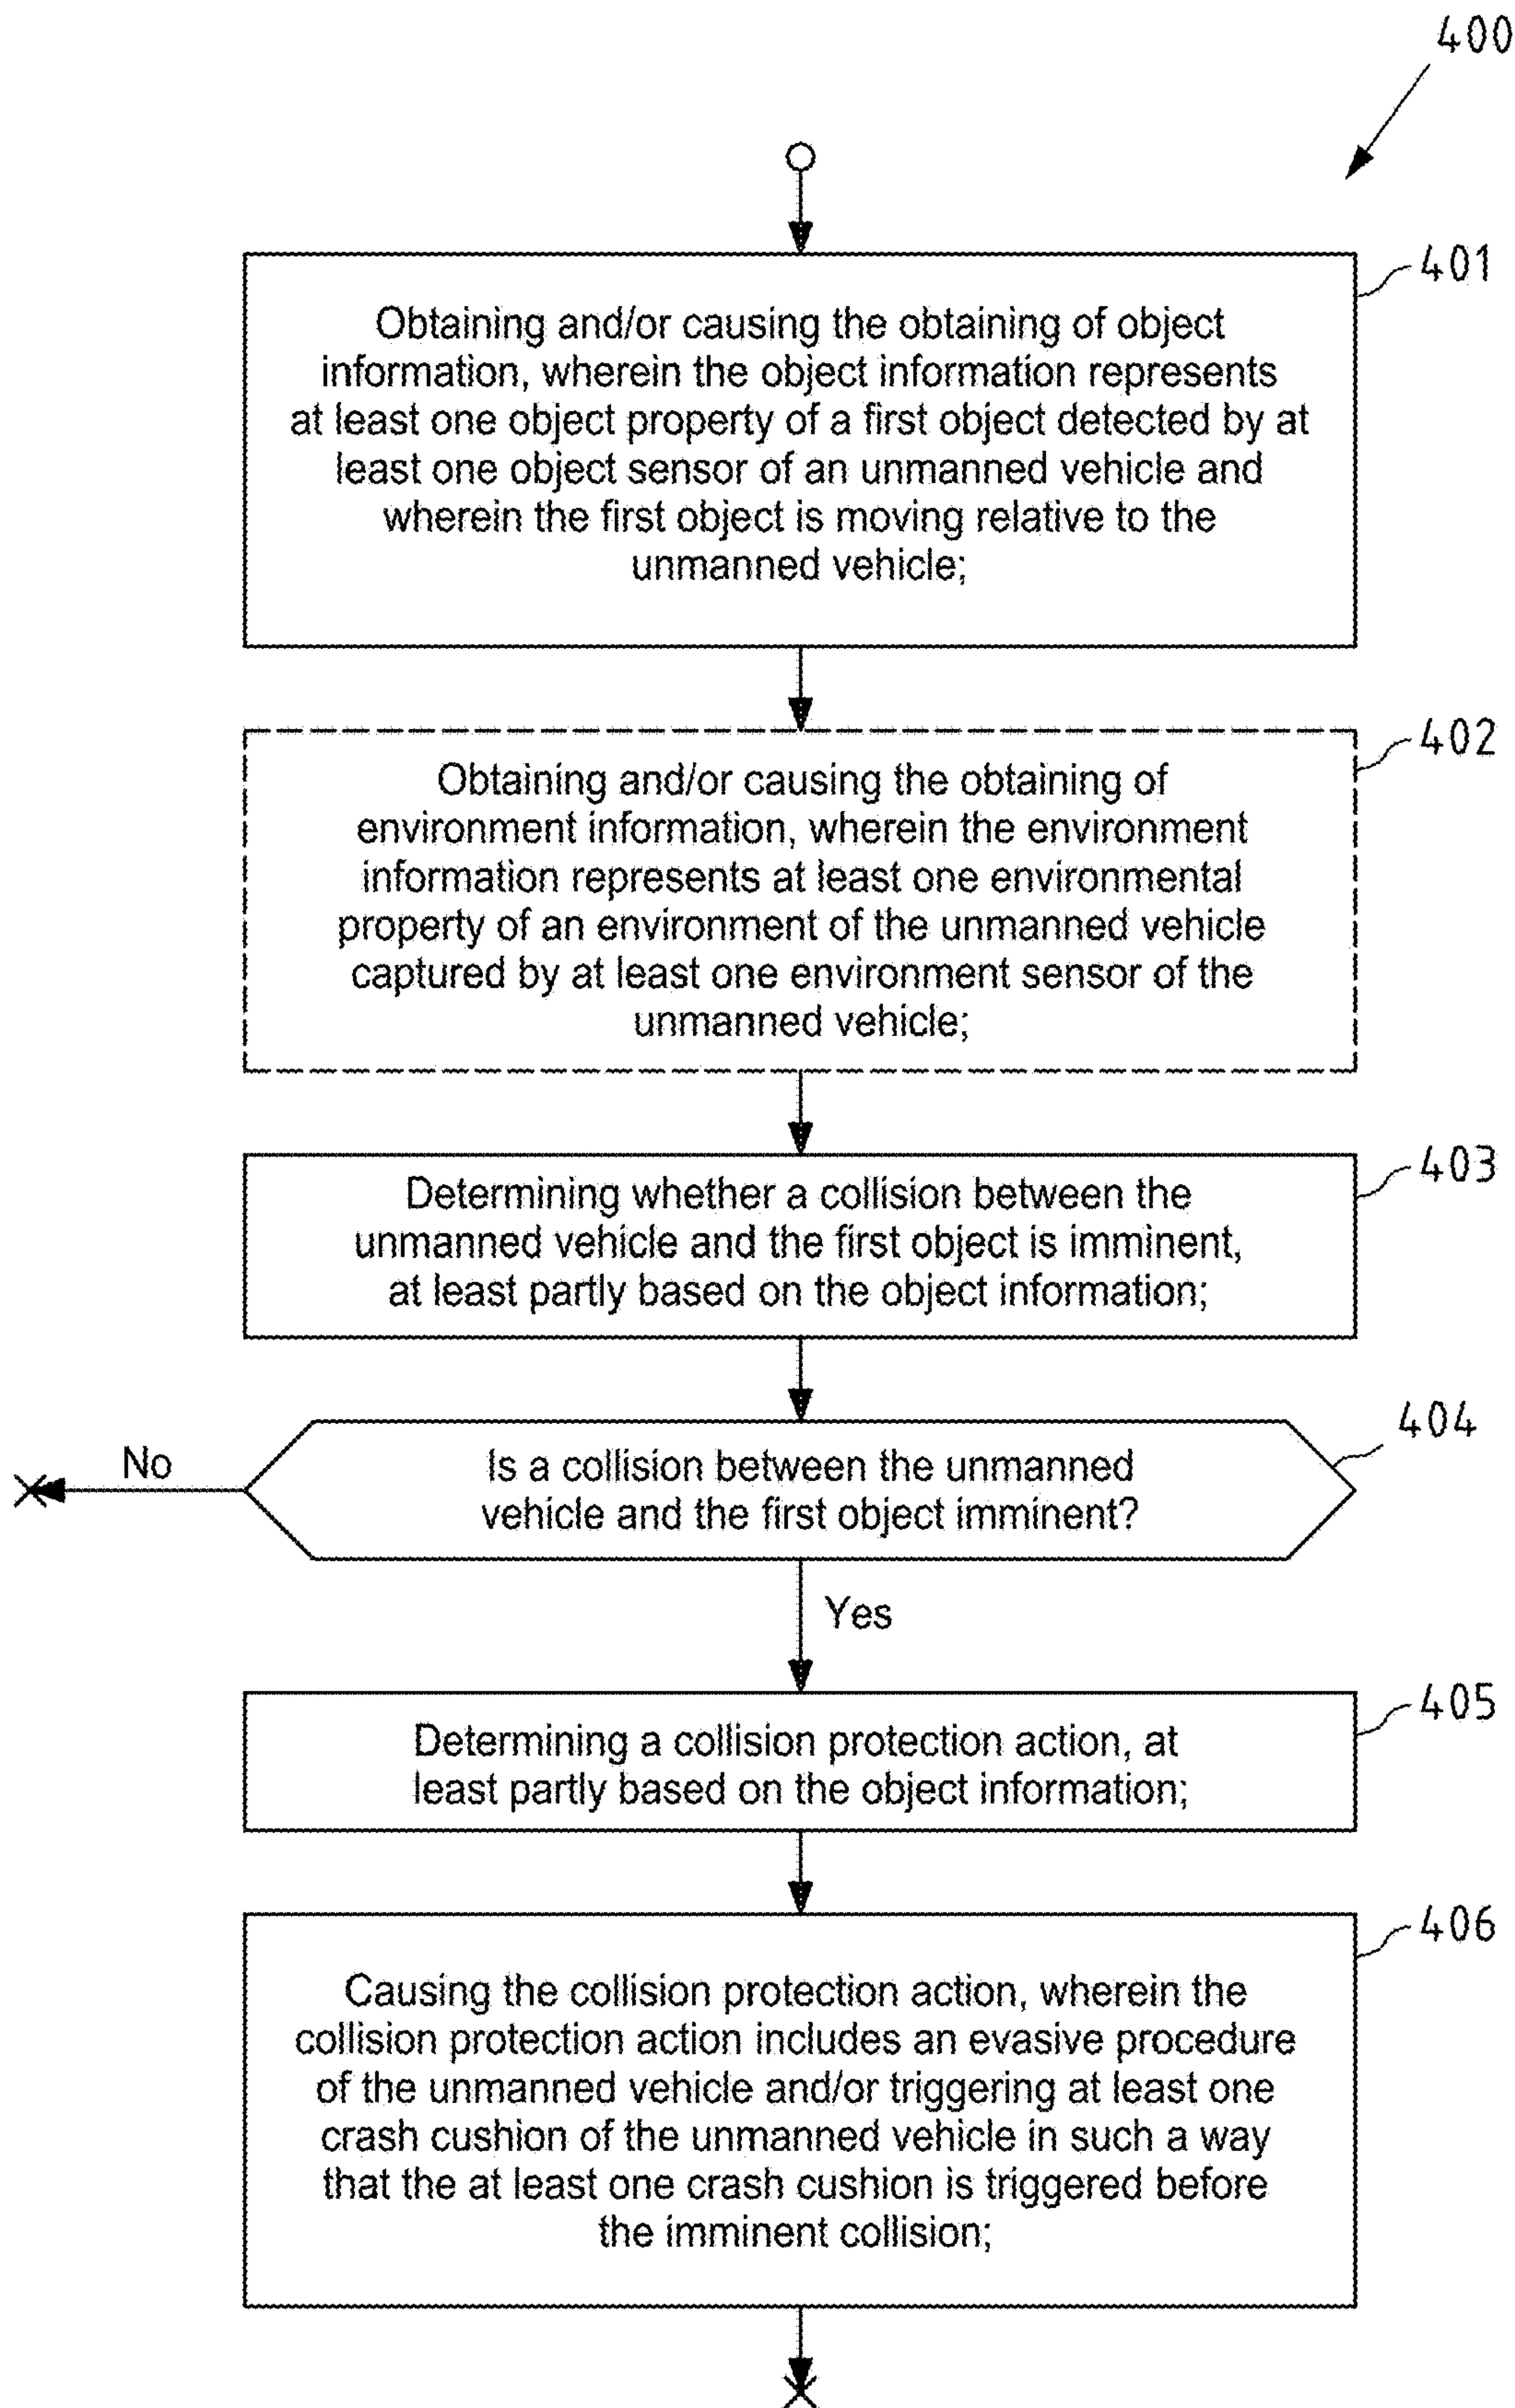 400
401
Obtaining and/or causing the obtaining of object
information, wherein the object information represents
at least one object property of a first object detected by at
least one object sensor of an unmanned vehicle and
wherein the first object is moving relative to the
unmanned vehicle;
402
Obtaining and/or causing the obtaining of
environment information, wherein the environment
information represents at least one environmental
property of an environment of the unmanned vehicle
captured by at least one environment sensor of the
unmanned vehicle;
403
Determining whether a collision between the
unmanned vehicle and the first object is imminent,
at least partly based on the object information;
404
No
Is a collision between the unmanned
vehicle and the first object imminent?
Yes
405
Determining a collision protection action, at
least partly based on the object information;
406
Causing the collision protection action, wherein the
collision protection action includes an evasive procedure
of the unmanned vehicle and/or triggering at least one
crash cushion of the unmanned vehicle in such a way
that the at least one crash cushion is triggered before
the imminent collision;